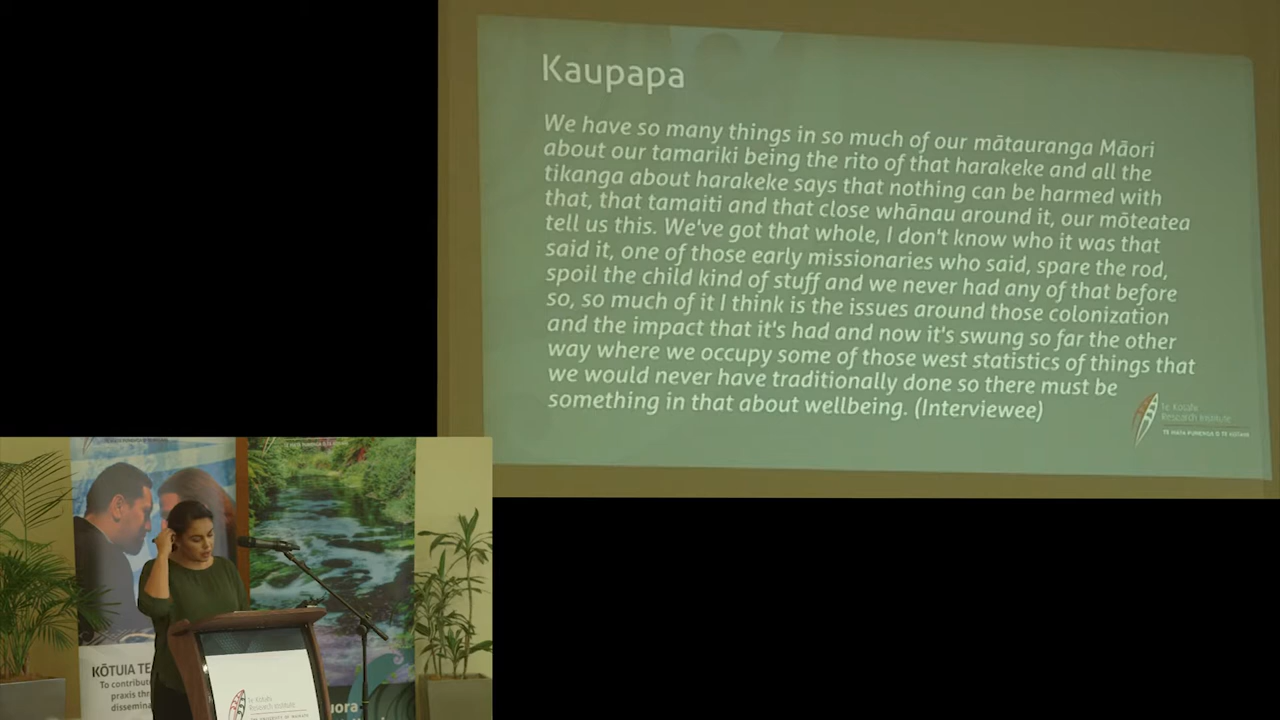 Kaupapa
We have so many things in so much of our mātauranga Māori
about our tamariki being the rito of that harakeke and all the
tikanga about harakeke says that nothing can be harmed with
that, that tamaiti and that close whānau around it, our mōteatea
tell us this. We've got that whole, I don't know who it was that
said it, one of those early missionaries who said, spare the rod,
spoil the child kind of stuff and we never had any of that before
so, so much of it I think is the issues around those colonization
and the impact that it's had and now it's swung so far the other
way where we occupy some of those west statistics of things that
we would never have traditionally done so there must be
something in that about wellbeing. (Interviewee)
Te Kotahi
Research Institute
KŌTUIA TE
To contribute
praxis thr
dissemina
Te Kotahi
Research Institute
uora